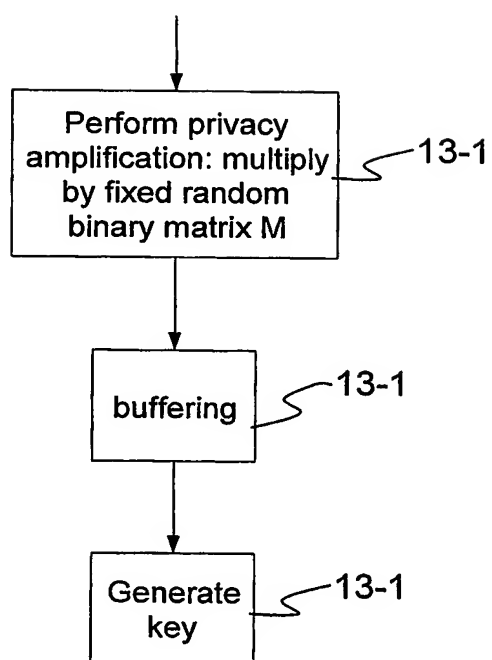 Perform privacy
amplification: multiply
by fixed random
binary matrix M
13-1
buffering
13-1
Generate
key
13-1